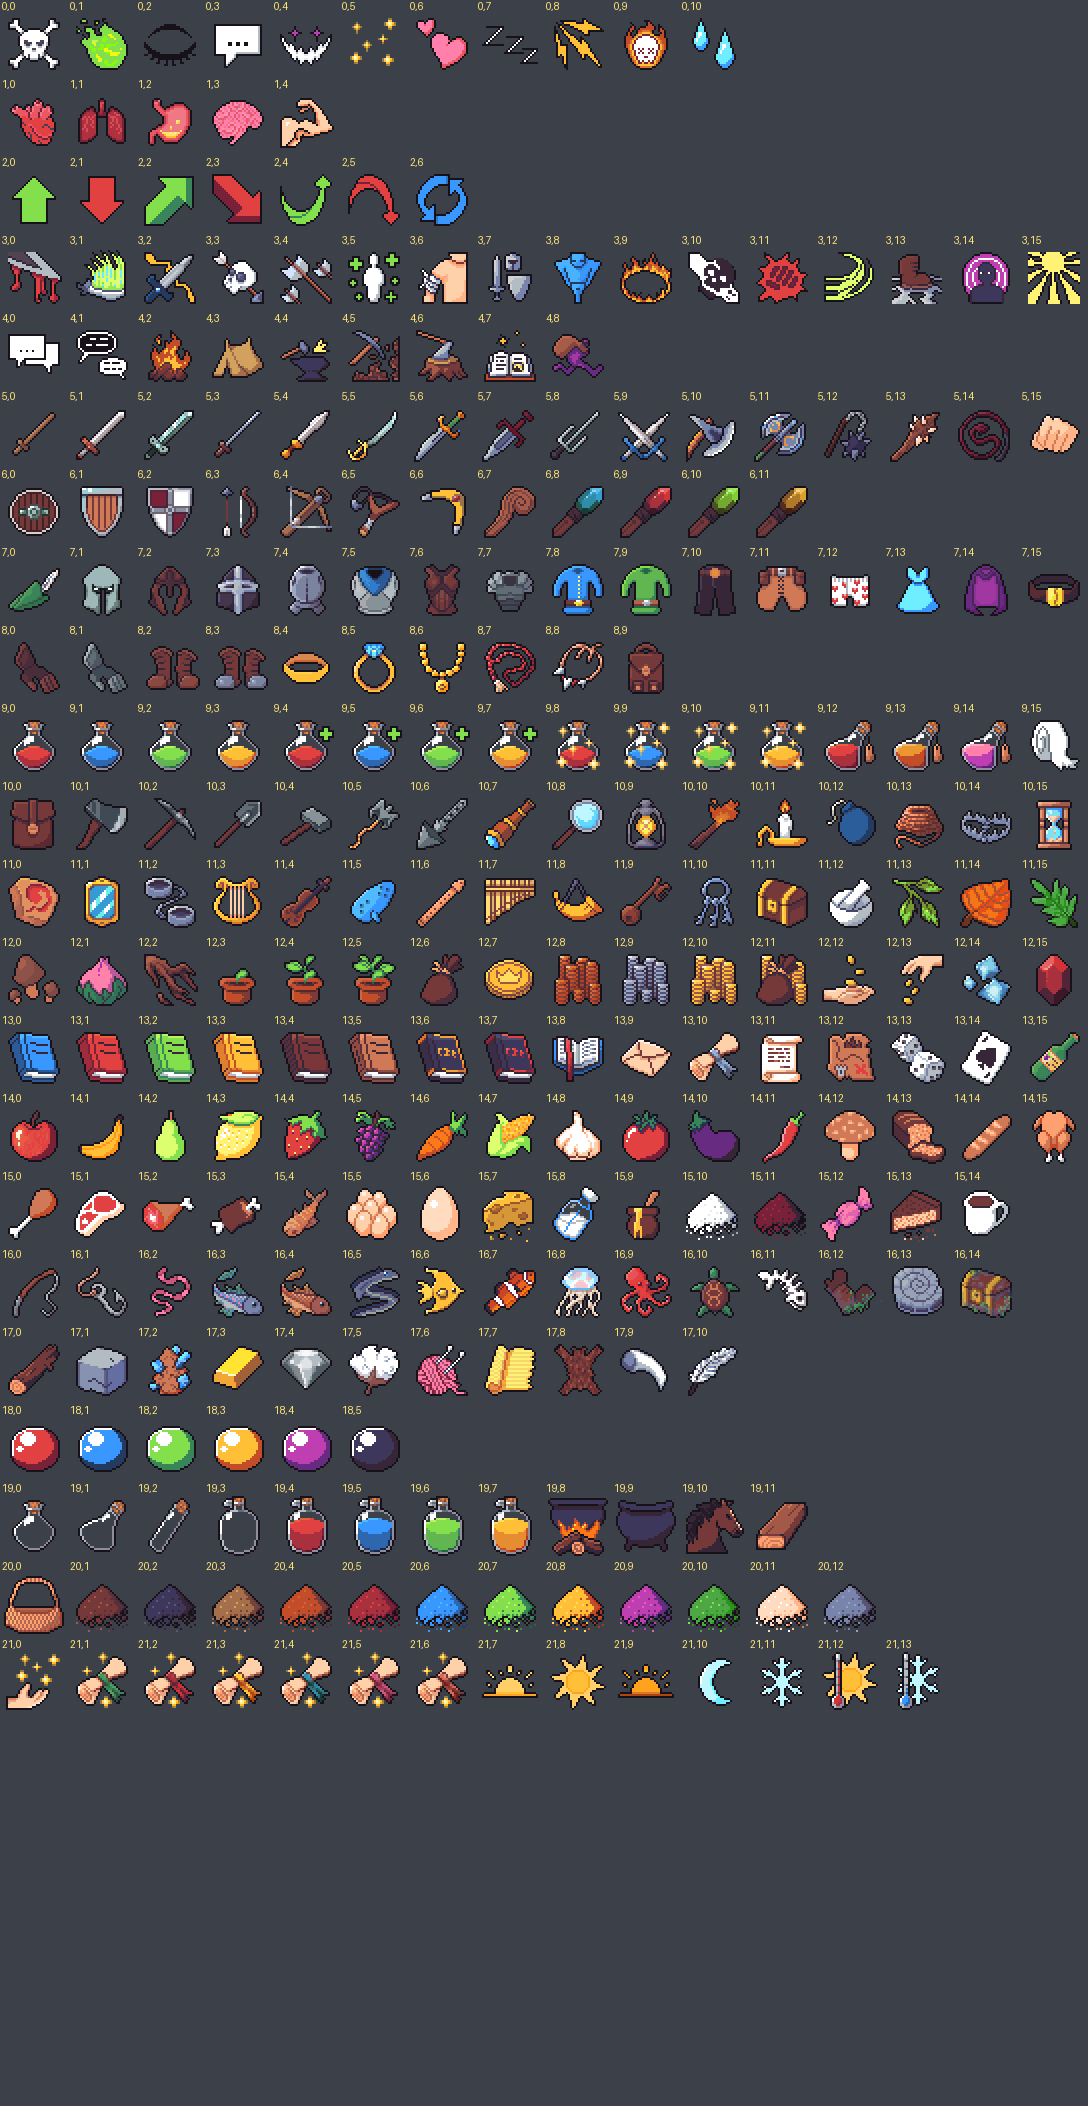 0,0 0,1 0,2 0,3 0,4 0,5 0,6 0,7 0,8 0,9 0,10
1,0 1,1 1,2 1,3 1,4
2,0 2,1 2,2 2,3 2,4 2,5 2,6
3,0 3,1 3,2 3,3 3,4 3,5 3,6 3,7 3,8 3,9 3,10 3,11 3,12 3,13 3,14 3,15
4,0 4,1 4,2 4,3 4,4 4,5 4,6 4,7 4,8
5,0 5,1 5,2 5,3 5,4 5,5 5,6 5,7 5,8 5,9 5,10 5,11 5,12 5,13 5,14 5,15
6,0 6,1 6,2 6,3 6,4 6,5 6,6 6,7 6,8 6,9 6,10 6,11
7,0 7,1 7,2 7,3 7,4 7,5 7,6 7,7 7,8 7,9 7,10 7,11 7,12 7,13 7,14 7,15
8,0 8,1 8,2 8,3 8,4 8,5 8,6 8,7 8,8 8,9
9,0 9,1 9,2 9,3 9,4 9,5 9,6 9,7 9,8 9,9 9,10 9,11 9,12 9,13 9,14 9,15
10,0 10,1 10,2 10,3 10,4 10,5 10,6 10,7 10,8 10,9 10,10 10,11 10,12 10,13 10,14 10,15
11,0 11,1 11,2 11,3 11,4 11,5 11,6 11,7 11,8 11,9 11,10 11,11 11,12 11,13 11,14 11,15
12,0 12,1 12,2 12,3 12,4 12,5 12,6 12,7 12,8 12,9 12,10 12,11 12,12 12,13 12,14 12,15
13,0 13,1 13,2 13,3 13,4 13,5 13,6 13,7 13,8 13,9 13,10 13,11 13,12 13,13 13,14 13,15
14,0 14,1 14,2 14,3 14,4 14,5 14,6 14,7 14,8 14,9 14,10 14,11 14,12 14,13 14,14 14,15
15,0 15,1 15,2 15,3 15,4 15,5 15,6 15,7 15,8 15,9 15,10 15,11 15,12 15,13 15,14
16,0 16,1 16,2 16,3 16,4 16,5 16,6 16,7 16,8 16,9 16,10 16,11 16,12 16,13 16,14
17,0 17,1 17,2 17,3 17,4 17,5 17,6 17,7 17,8 17,9 17,10
18,0 18,1 18,2 18,3 18,4 18,5
19,0 19,1 19,2 19,3 19,4 19,5 19,6 19,7 19,8 19,9 19,10 19,11
20,0 20,1 20,2 20,3 20,4 20,5 20,6 20,7 20,8 20,9 20,10 20,11 20,12
21,0 21,1 21,2 21,3 21,4 21,5 21,6 21,7 21,8 21,9 21,10 21,11 21,12 21,13